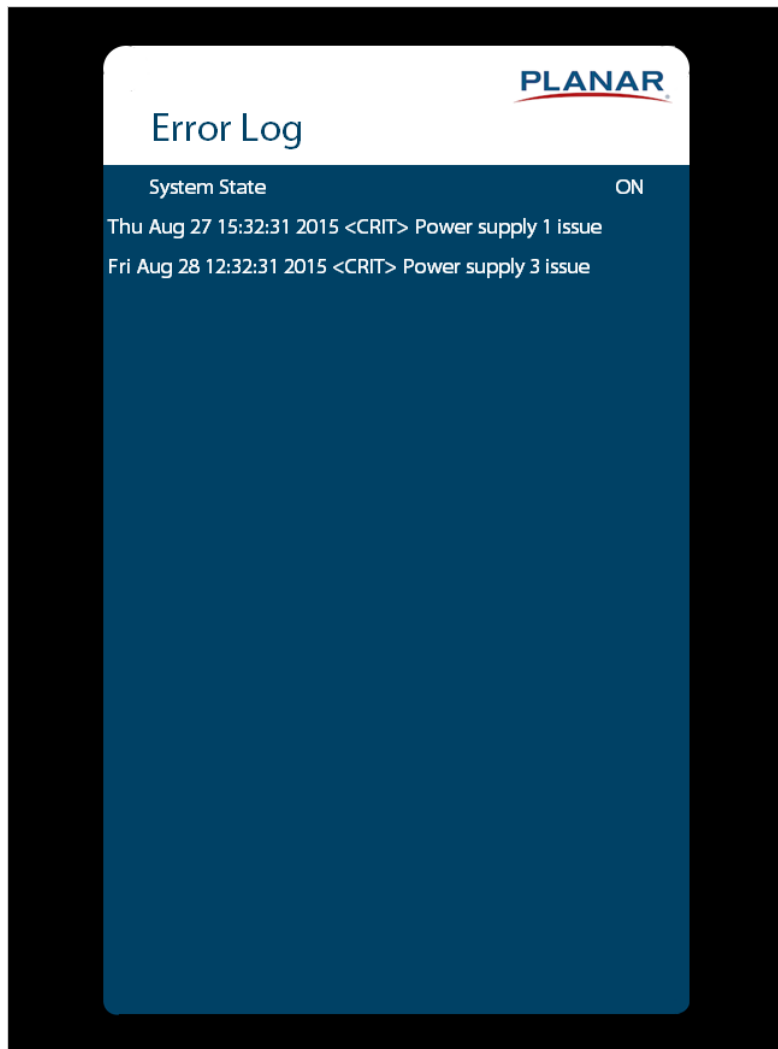 PLANAR
Error Log
System State ON
Thu Aug 27 15:32:31 2015 <CRIT> Power supply 1 issue
Fri Aug 28 12:32:31 2015 <CRIT> Power supply 3 issue